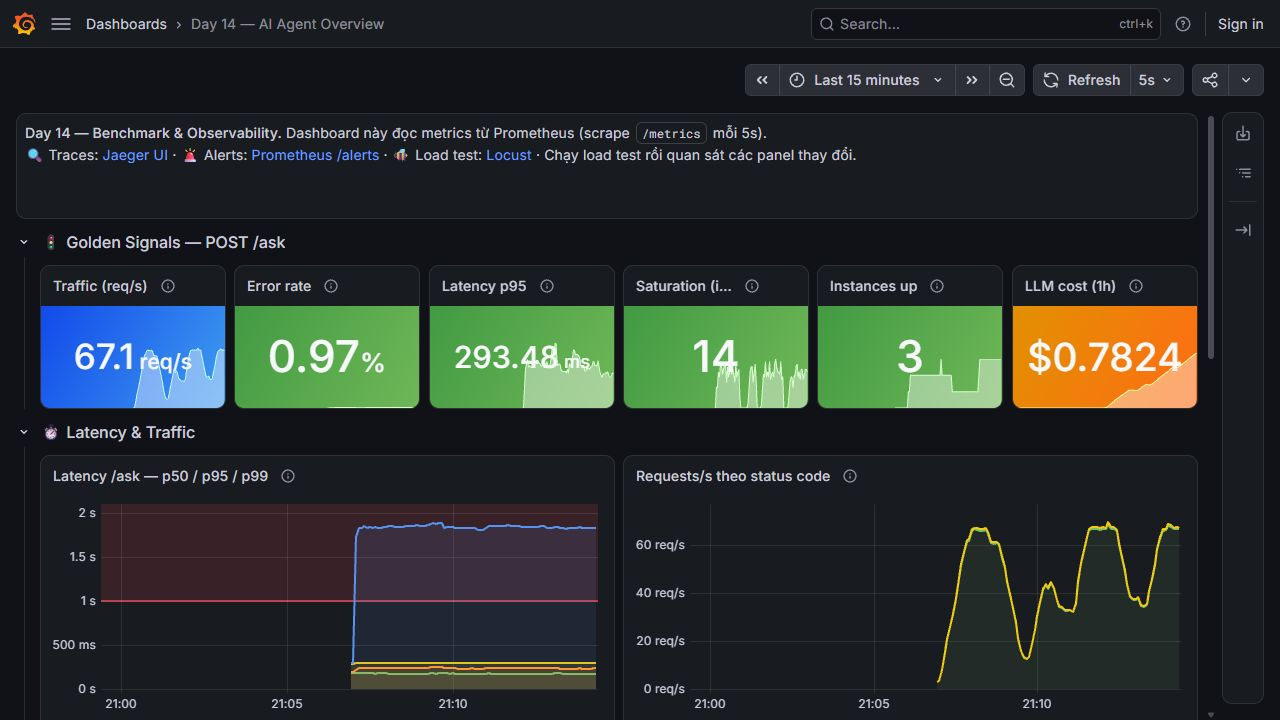 Dashboards › Day 14 — AI Agent Overview
Search...
ctrl+k
Sign in
Last 15 minutes
Refresh
5s
Day 14 — Benchmark & Observability. Dashboard này đọc metrics từ Prometheus (scrape /metrics mỗi 5s).
Traces: Jaeger UI · Alerts: Prometheus /alerts · Load test: Locust · Chạy load test rồi quan sát các panel thay đổi.
Golden Signals — POST /ask
Traffic (req/s)
67.1 req/s
Error rate
0.97%
Latency p95
293.48 ms
Saturation (i...
14
Instances up
3
LLM cost (1h)
$0.7824
Latency & Traffic
Latency /ask — p50 / p95 / p99
2 s
1.5 s
1 s
500 ms
0 s
21:00
21:05
21:10
Requests/s theo status code
60 req/s
40 req/s
20 req/s
0 req/s
21:00
21:05
21:10